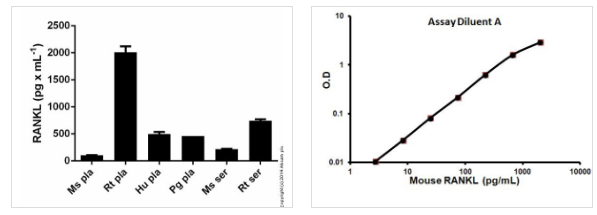 2500
2000
1500
1000
500
0
RANKL (pg x mL-1)
Ms pla
Rt pla
Hu pla
Pg pla
Ms ser
Rt ser
Assay Diluent A
10
1
0.1
0.01
O.D
1
10
100
1000
10000
Mouse RANKL (pg/mL)